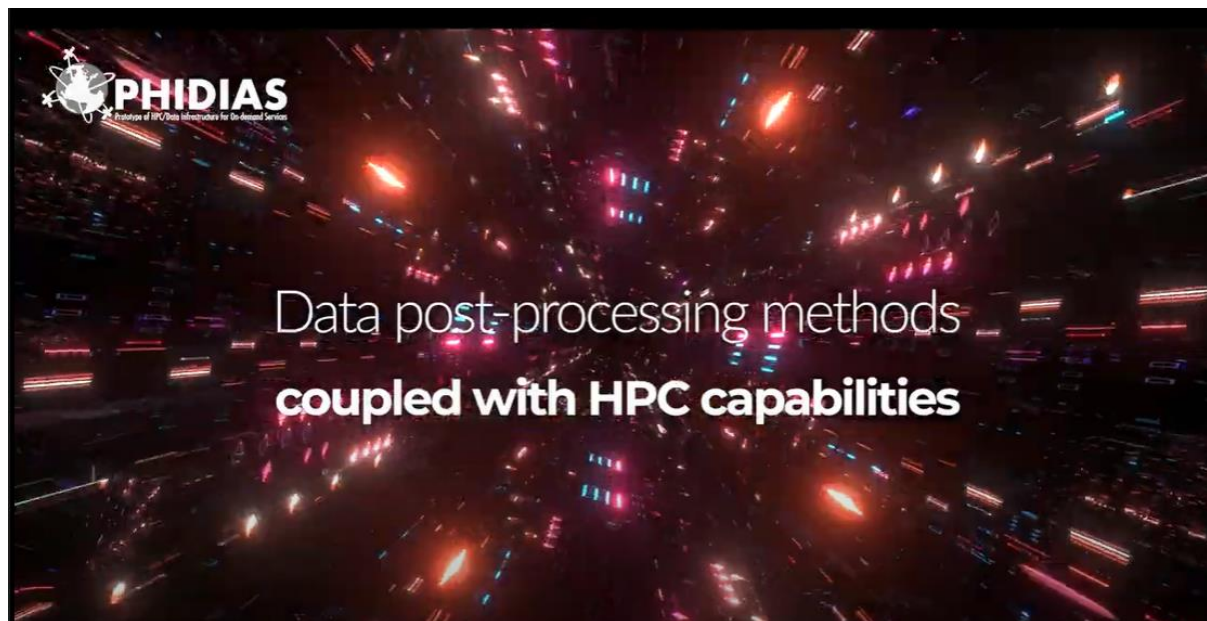 PHIDIAS
Prototype of HPC/Data Infrastructure for On-demand Services
Data post-processing methods
coupled with HPC capabilities